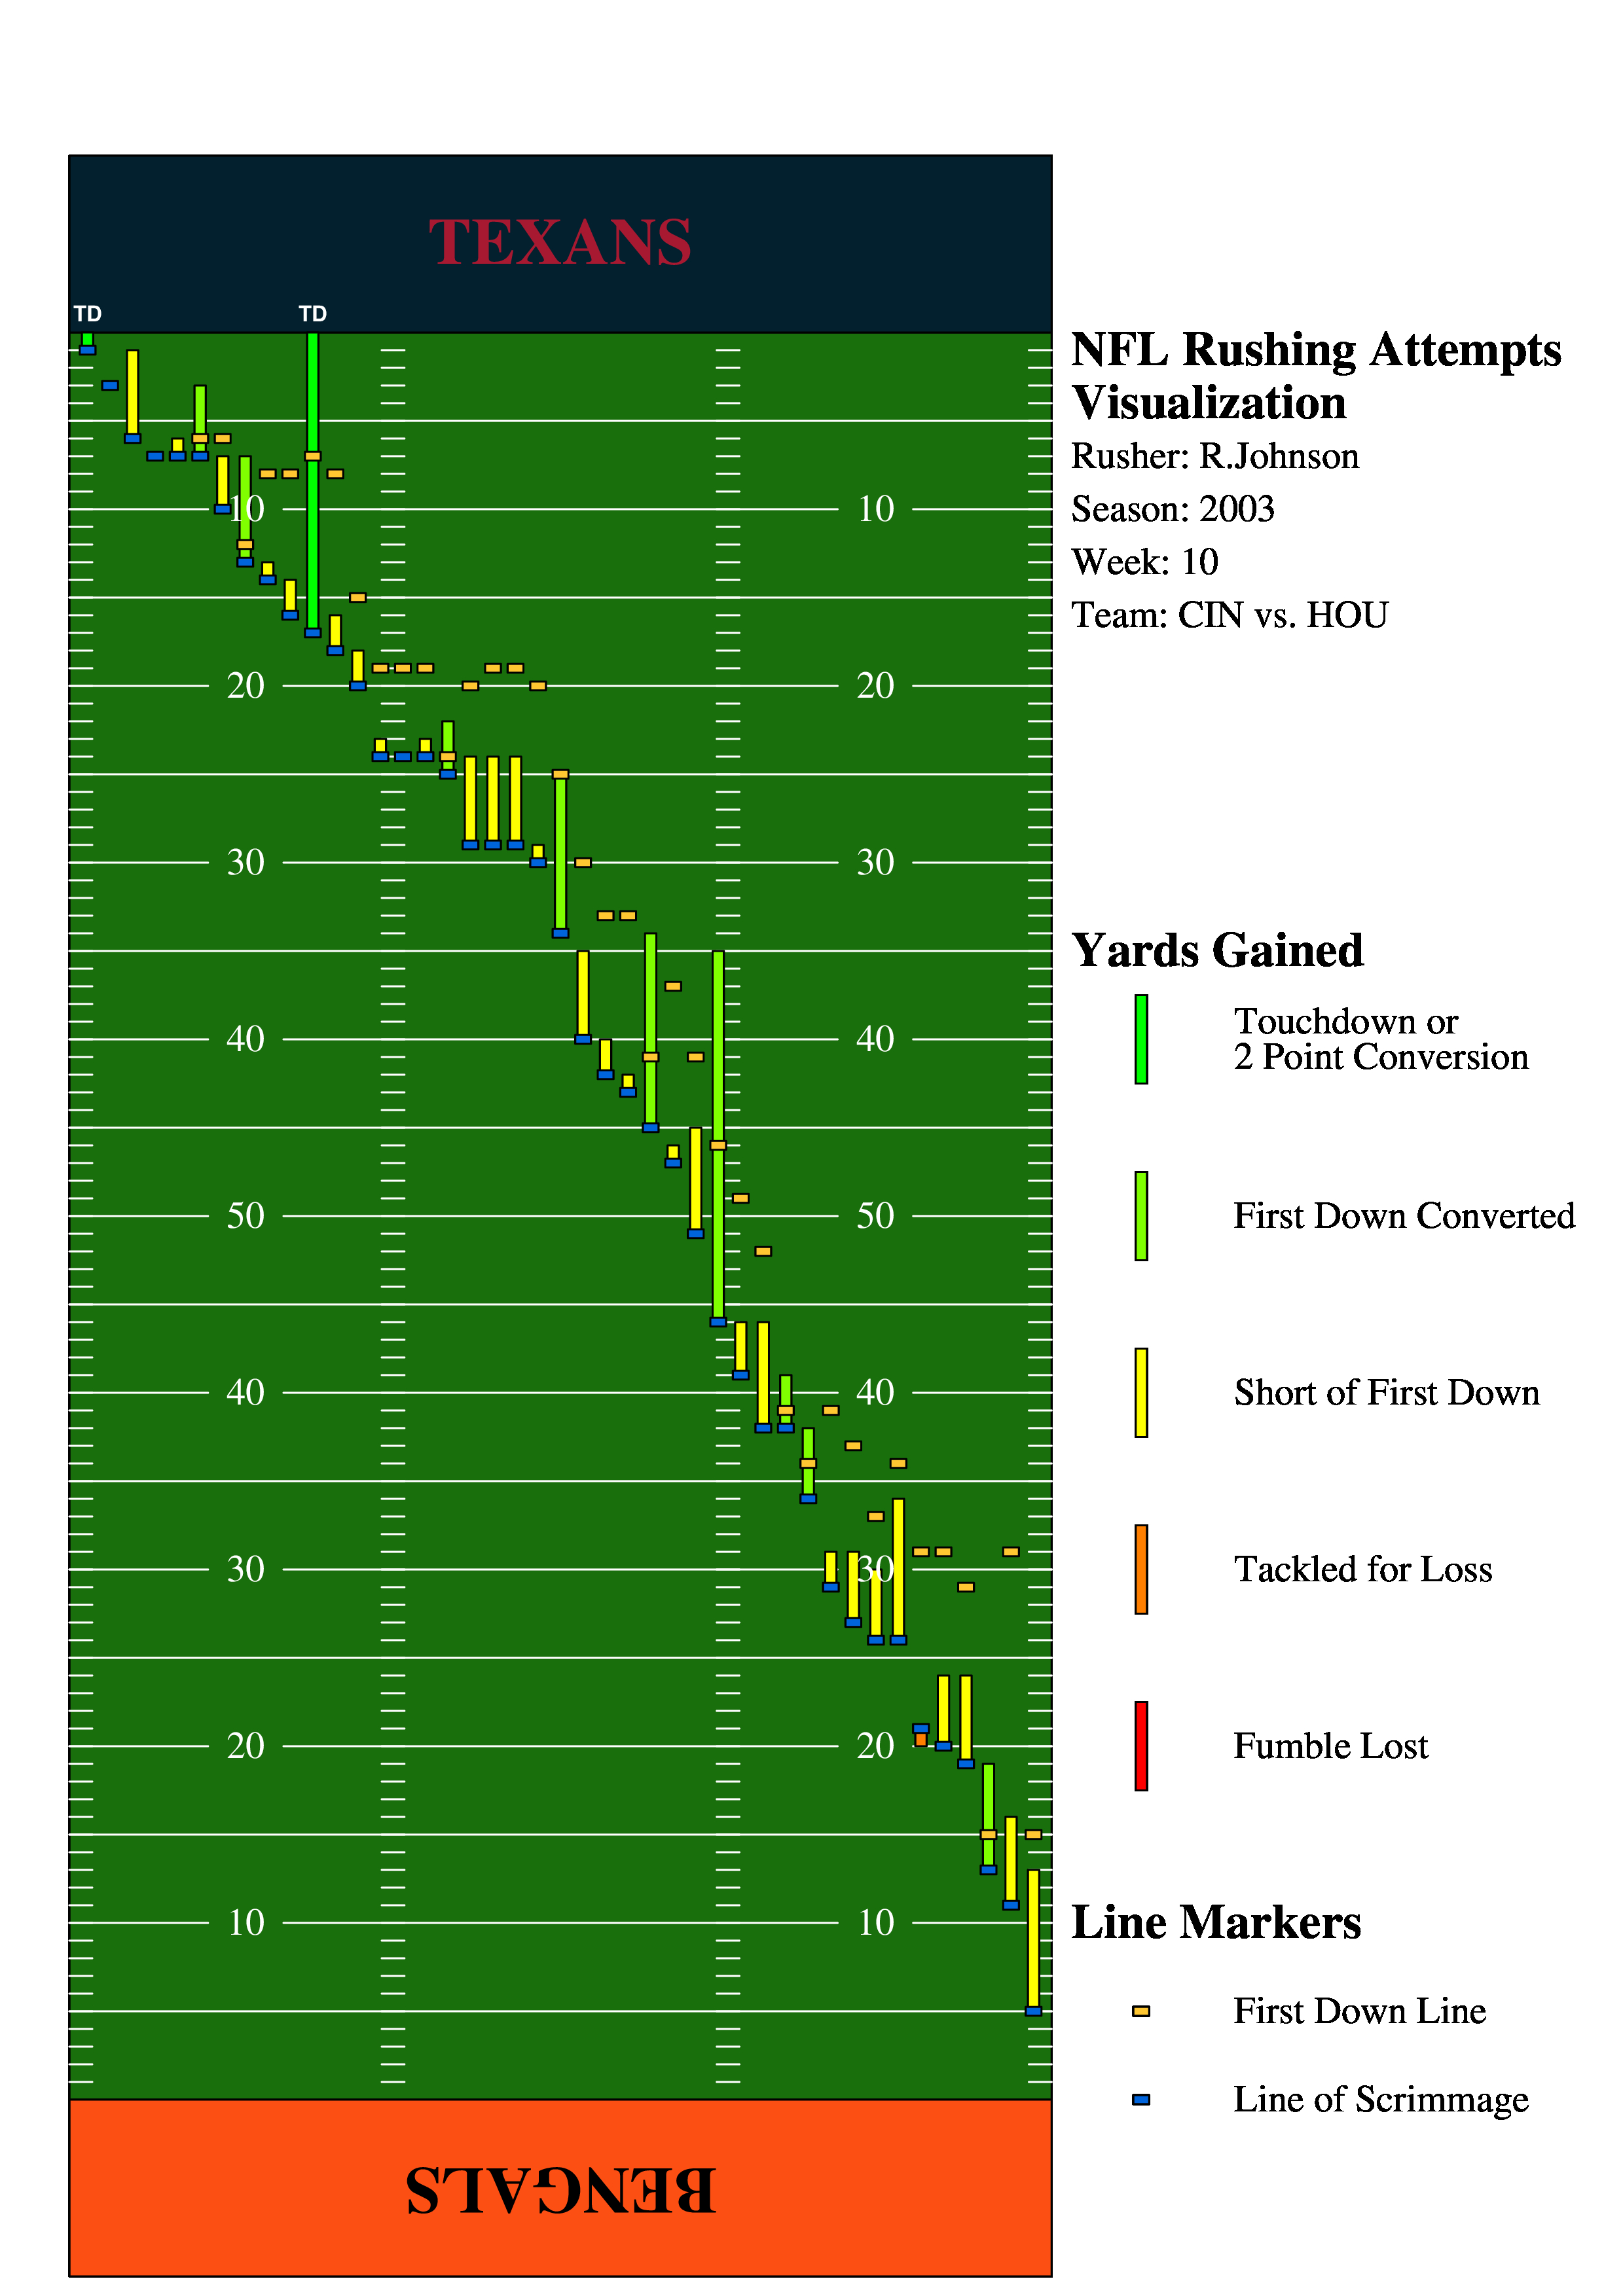 TEXANS
TD TD
NFL Rushing Attempts
Visualization
Rusher: R.Johnson
Season: 2003
Week: 10
Team: CIN vs. HOU
10 10
20 20
30 30
40 40
50 50
40 40
30 30
20 20
10 10
Yards Gained
Touchdown or
2 Point Conversion
First Down Converted
Short of First Down
Tackled for Loss
Fumble Lost
Line Markers
First Down Line
Line of Scrimmage
BENGALS